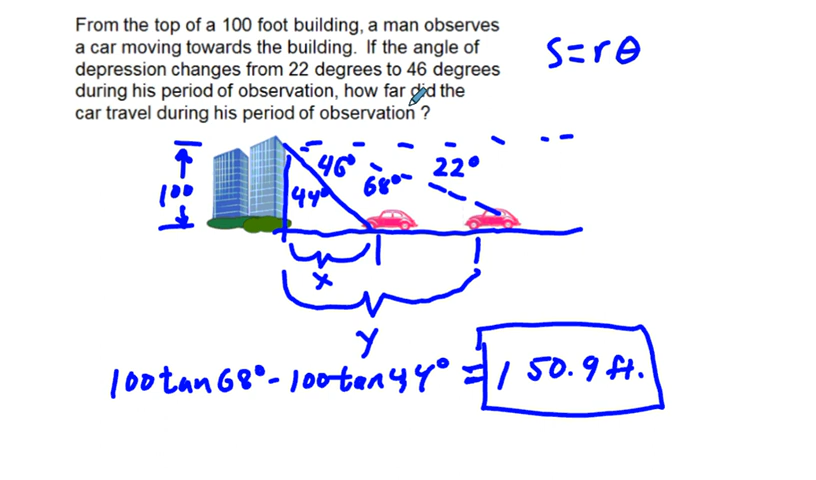 From the top of a 100 foot building, a man observes
a car moving towards the building. If the angle of
depression changes from 22 degrees to 46 degrees
during his period of observation, how far did the
car travel during his period of observation ?
S=rθ
46° 22°
68°
100 44°
x
y
100tan68°-100tan44° = 150.9 ft.